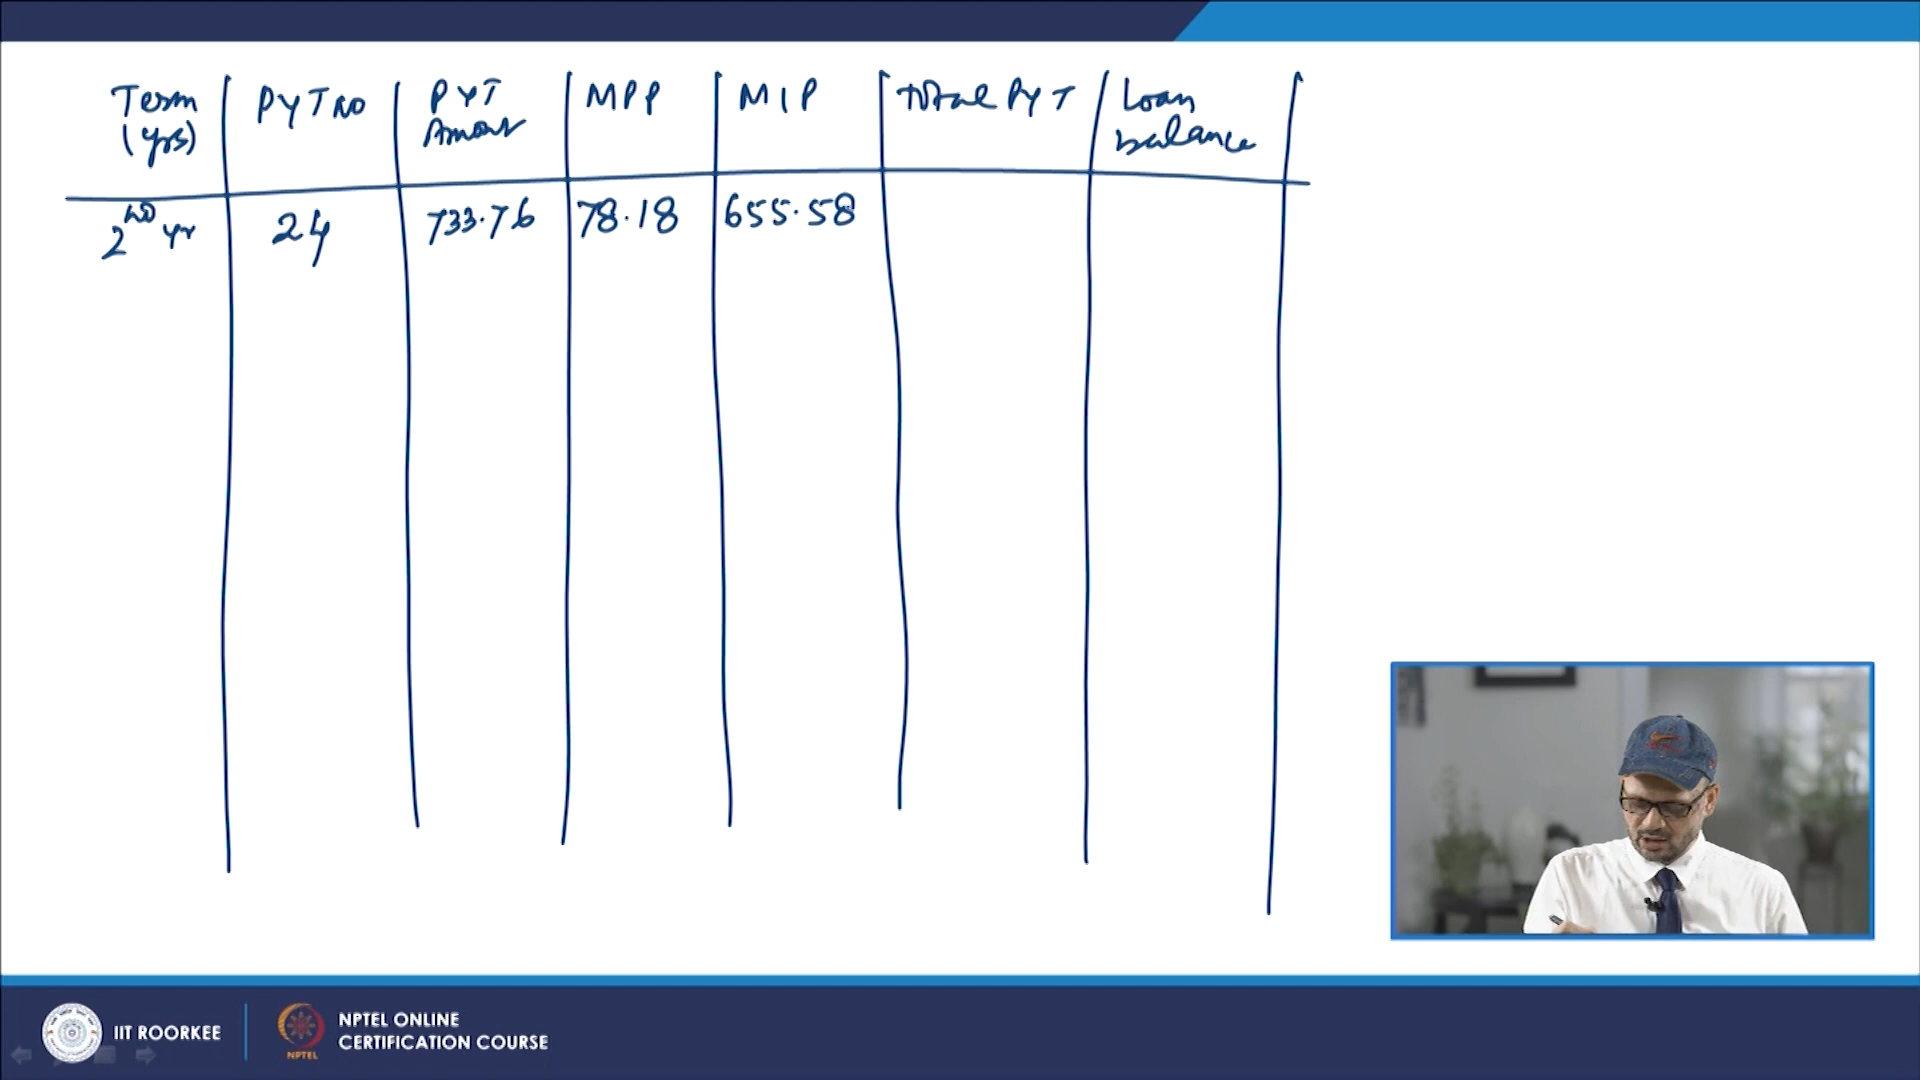 Term (yrs) PYT NO PYT Amount MPP MIP Total PYT Loan balance
2ND yr 24 733.76 78.18 655.58
IIT ROORKEE
NPTEL
NPTEL ONLINE
CERTIFICATION COURSE